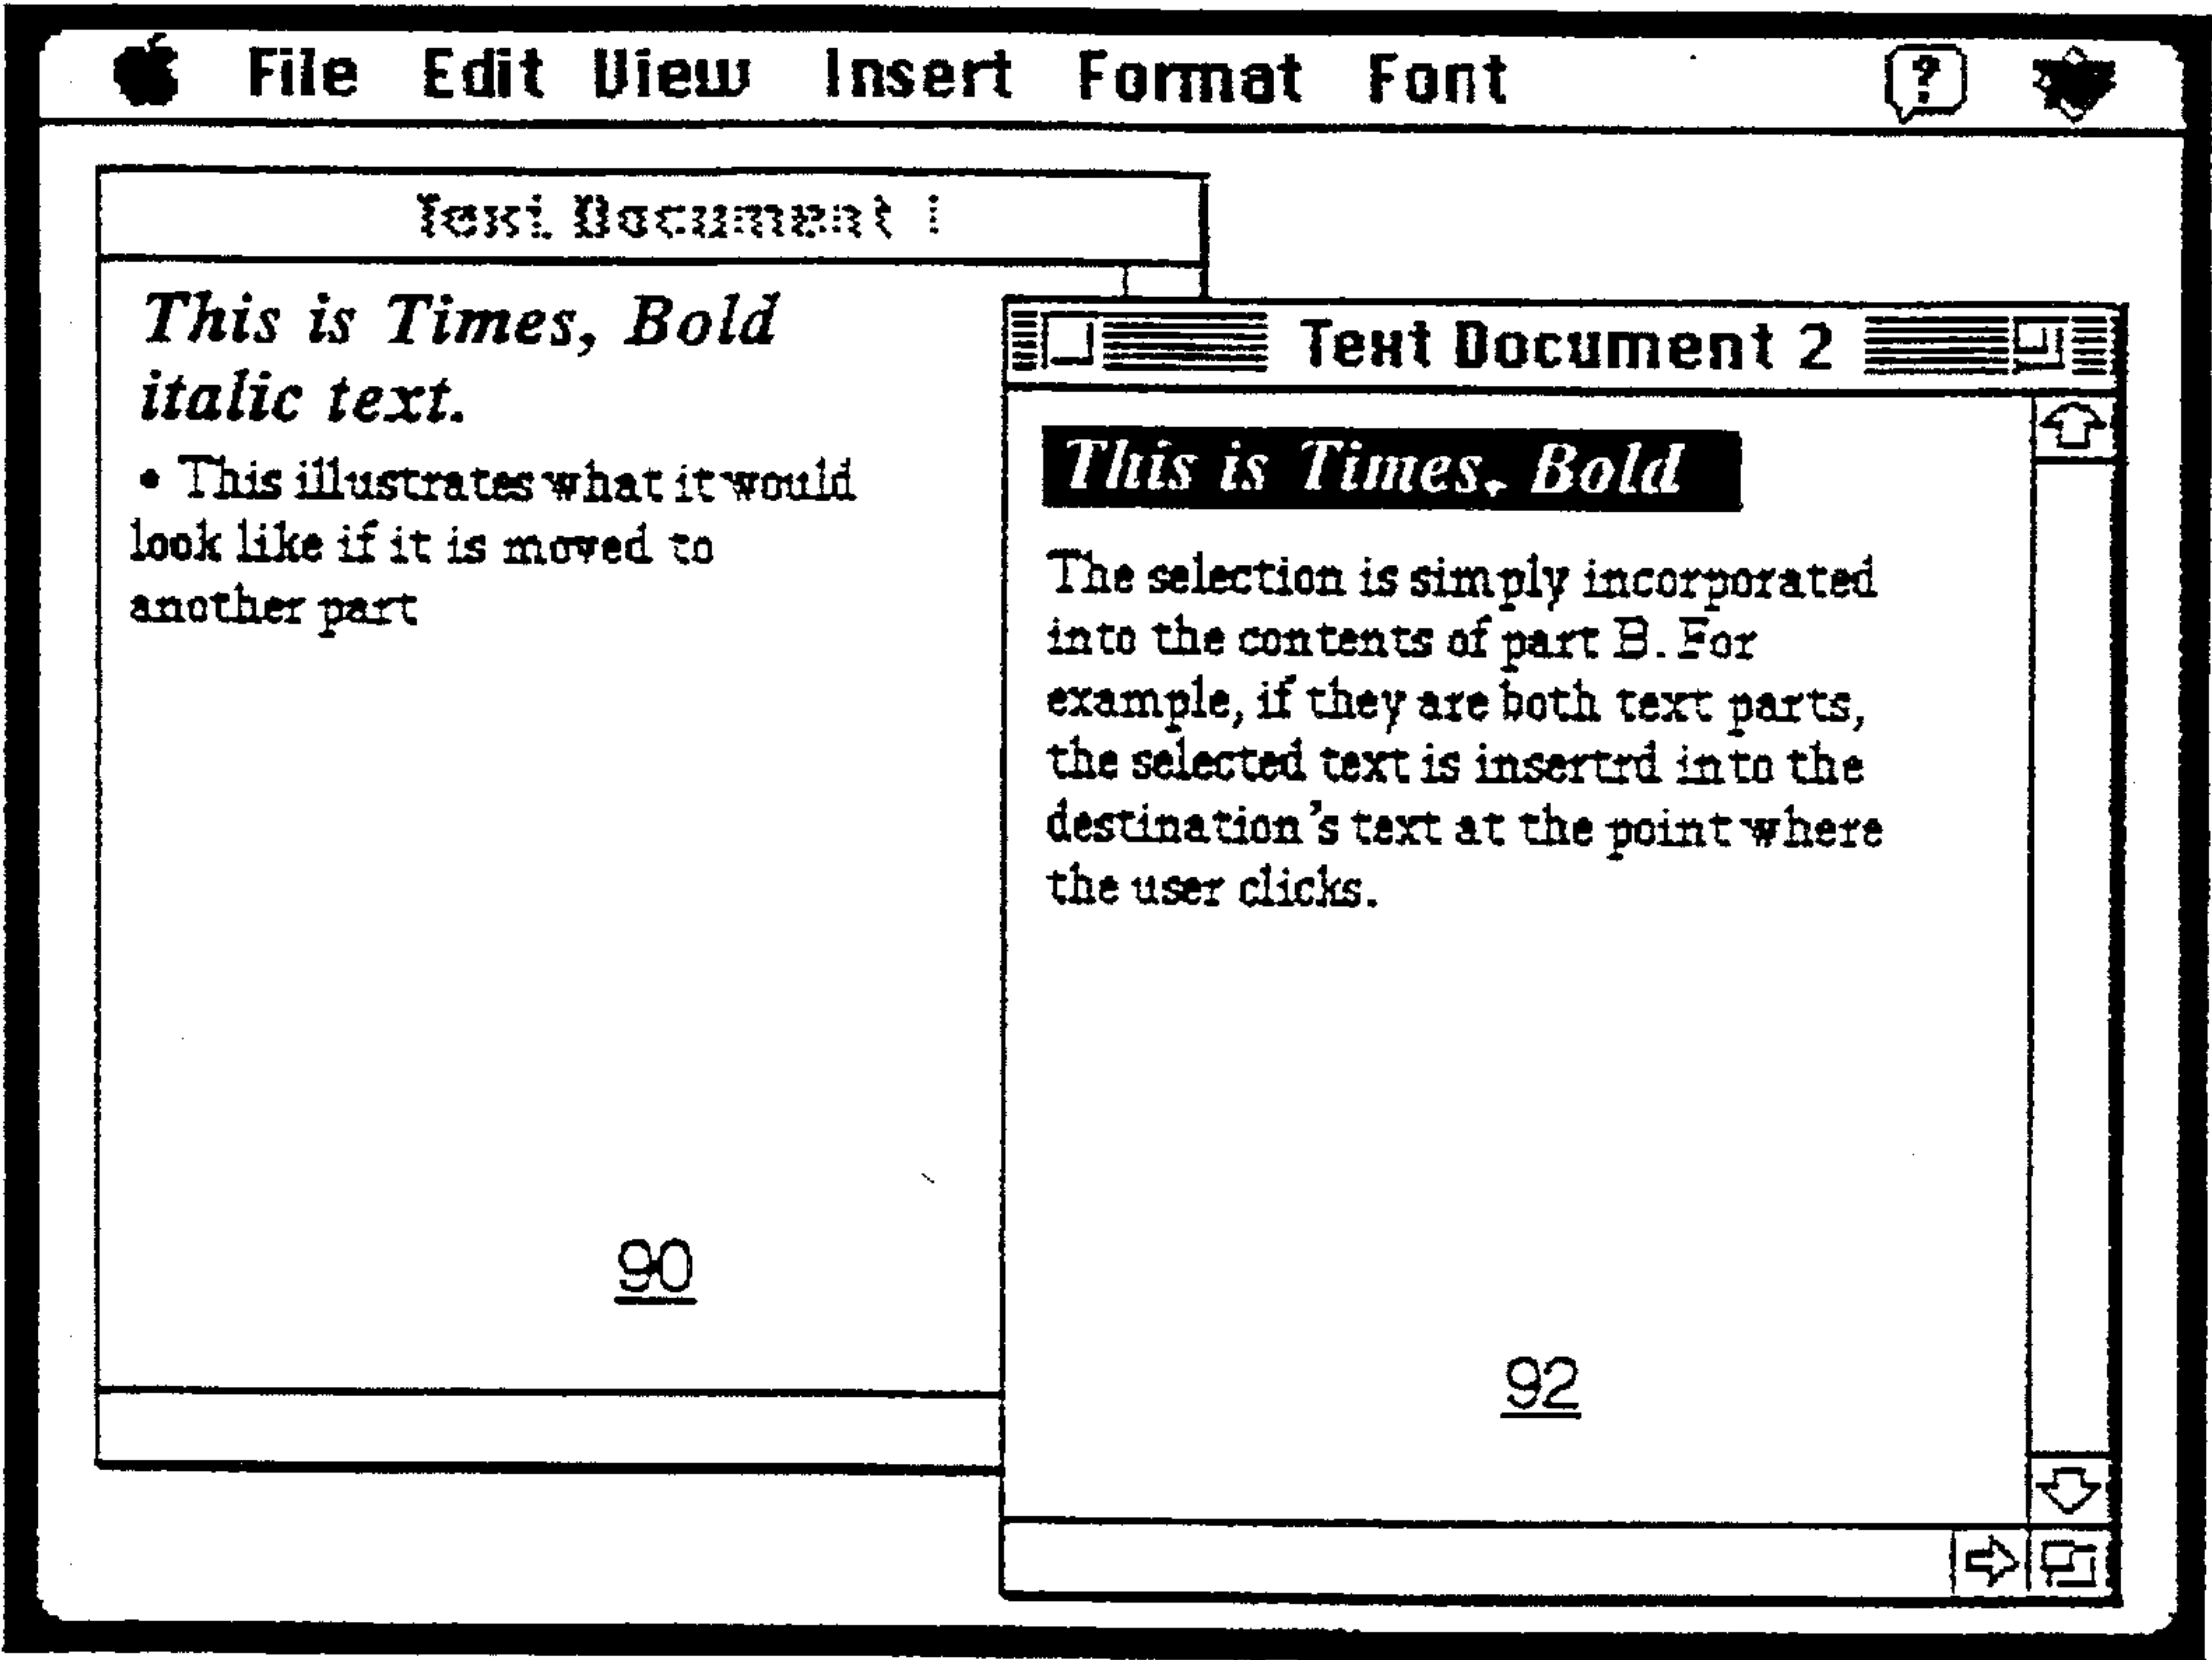 File Edit View Insert Format Font ?
Text Document 1
This is Times, Bold
italic text.
• This illustrates what it would
look like if it is moved to
another part
90
Text Document 2
This is Times, Bold
The selection is simply incorporated
into the contents of part B. For
example, if they are both text parts,
the selected text is insertrd into the
destination's text at the point where
the user clicks.
92